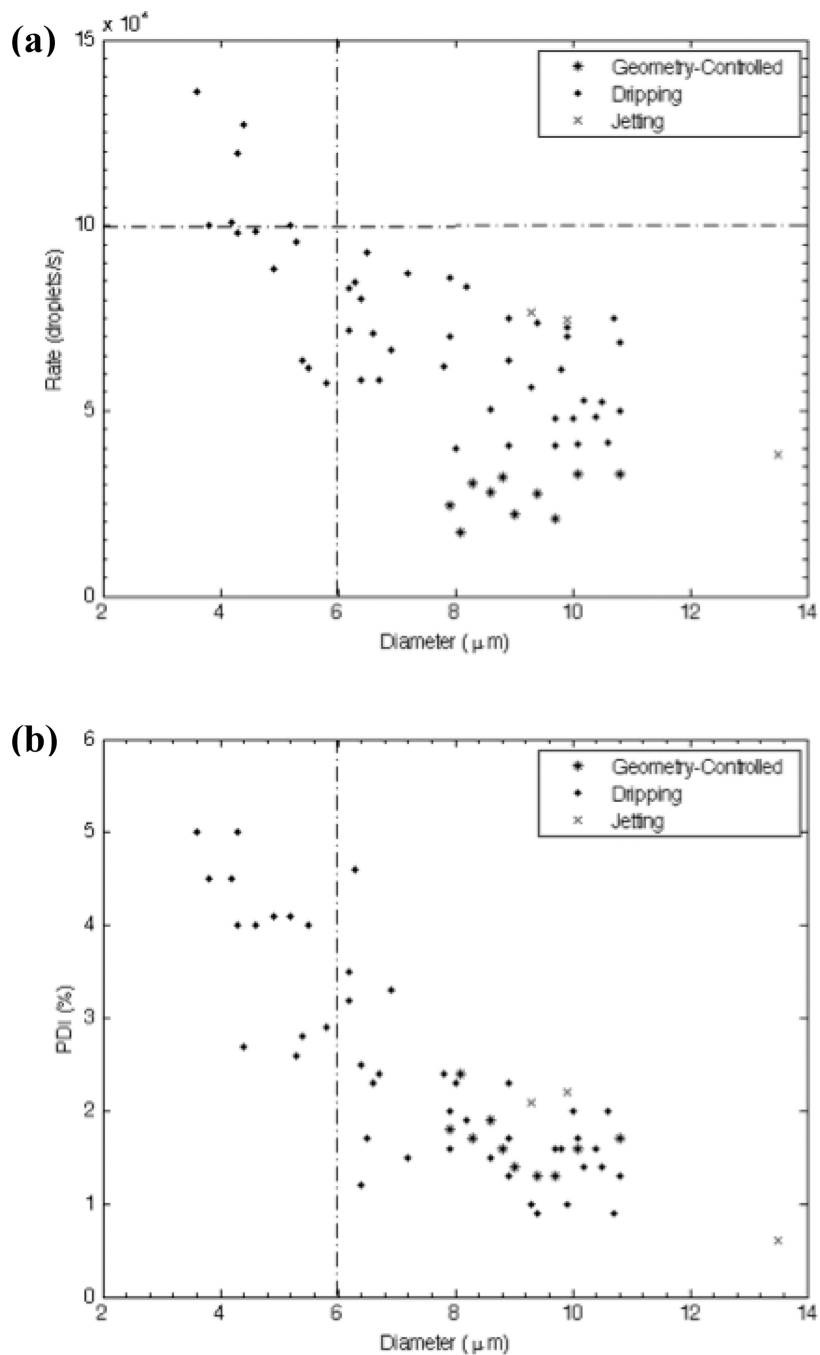 (a)
15 x 10⁴
Geometry-Controlled
Dripping
Jetting
10
5
0
Rate (droplets/s)
2 4 6 8 10 12 14
Diameter (μm)
(b)
6
Geometry-Controlled
Dripping
Jetting
5
4
3
2
1
0
PDI (%)
2 4 6 8 10 12 14
Diameter (μm)